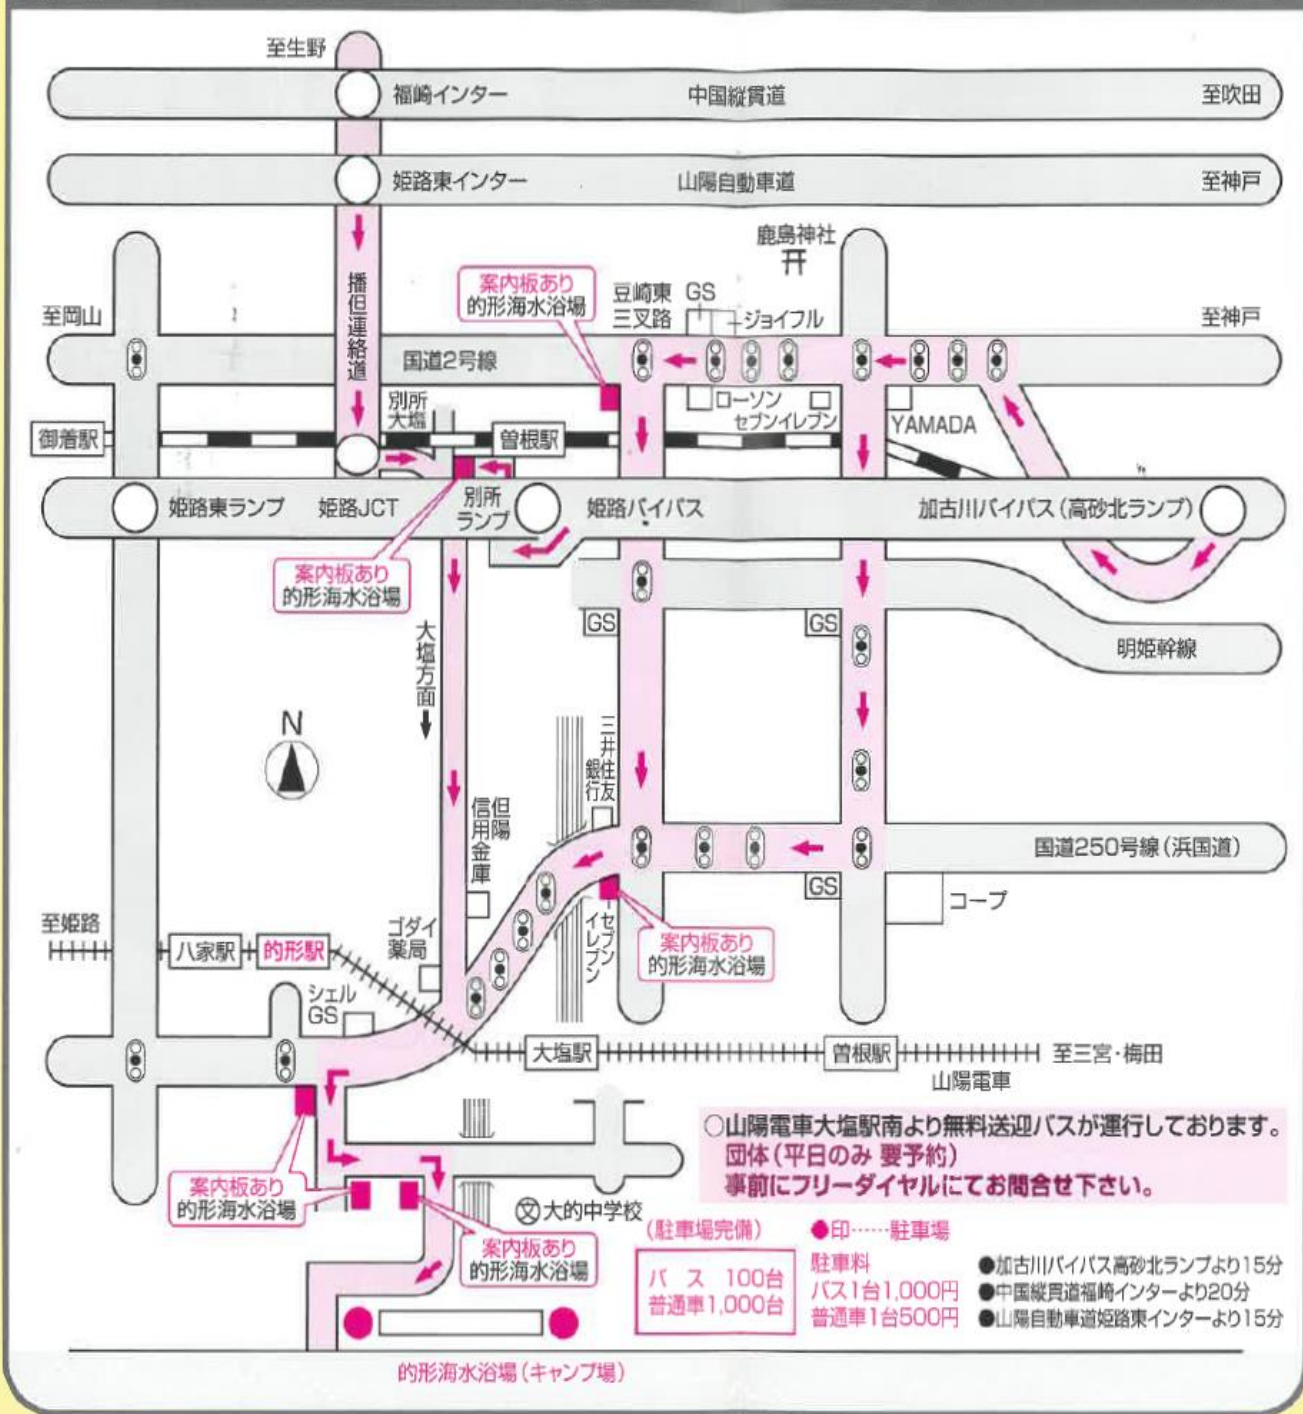 至生野
福崎インター
中国縦貫道
至吹田
姫路東インター
山陽自動車道
至神戸
鹿島神社
播但連絡道
案内板あり
的形海水浴場
豆崎東
三叉路
GS
ジョイフル
至岡山
至神戸
国道2号線
別所
大塩
ローソン
セブンイレブン
YAMADA
御着駅
曽根駅
姫路東ランプ
姫路JCT
別所
ランプ
姫路バイパス
加古川バイパス(高砂北ランプ)
案内板あり
的形海水浴場
GS
GS
明姫幹線
大塩方面
N
三井住友
銀行
但陽
信用金庫
国道250号線(浜国道)
GS
コープ
至姫路
八家駅
的形駅
ゴダイ
薬局
セブン
イレブン
案内板あり
的形海水浴場
シェル
GS
大塩駅
曽根駅
至三宮・梅田
山陽電車
○山陽電車大塩駅南より無料送迎バスが運行しております。
団体(平日のみ 要予約)
事前にフリーダイヤルにてお問合せ下さい。
案内板あり
的形海水浴場
文
大的中学校
案内板あり
的形海水浴場
(駐車場完備)
バス 100台
普通車1,000台
●印……駐車場
駐車料
バス1台1,000円
普通車1台500円
●加古川バイパス高砂北ランプより15分
●中国縦貫道福崎インターより20分
●山陽自動車道姫路東インターより15分
的形海水浴場(キャンプ場)